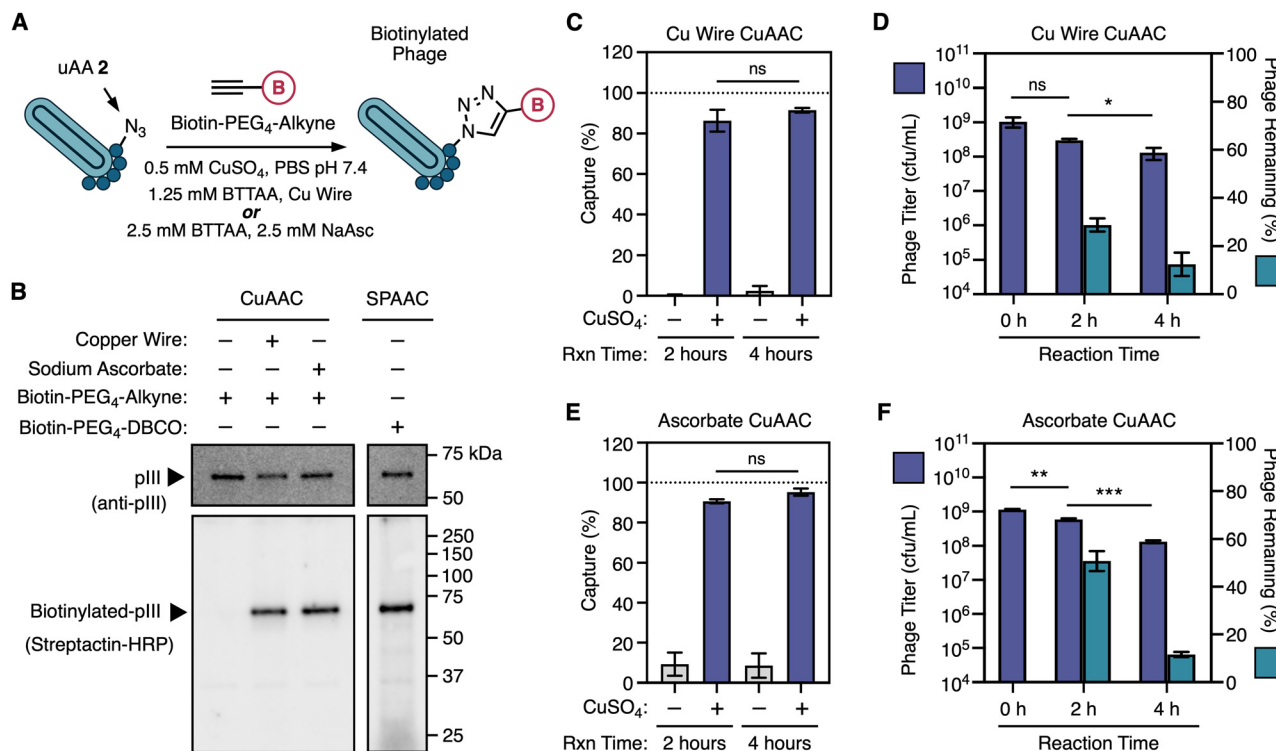 A
uAA 2
N3
B
Biotin-PEG4-Alkyne
0.5 mM CuSO4, PBS pH 7.4
1.25 mM BTTAA, Cu Wire
or
2.5 mM BTTAA, 2.5 mM NaAsc
Biotinylated
Phage
N N
N
B
B
CuAAC SPAAC
Copper Wire: – + – –
Sodium Ascorbate: – – + –
Biotin-PEG4-Alkyne: + + + –
Biotin-PEG4-DBCO: – – – +
pIII
(anti-pIII)
75 kDa
50
Biotinylated-pIII
(Streptactin-HRP)
250
150
100
75
50
37
25
C
Cu Wire CuAAC
Capture (%)
120
100
80
60
40
20
0
ns
CuSO4: – + – +
Rxn Time: 2 hours 4 hours
D
Cu Wire CuAAC
Phage Titer (cfu/mL)
10^11
10^10
10^9
10^8
10^7
10^6
10^5
10^4
ns
*
100
80
60
40
20
0
Phage Remaining (%)
0 h 2 h 4 h
Reaction Time
E
Ascorbate CuAAC
Capture (%)
120
100
80
60
40
20
0
ns
CuSO4: – + – +
Rxn Time: 2 hours 4 hours
F
Ascorbate CuAAC
Phage Titer (cfu/mL)
10^11
10^10
10^9
10^8
10^7
10^6
10^5
10^4
**
***
100
80
60
40
20
0
Phage Remaining (%)
0 h 2 h 4 h
Reaction Time